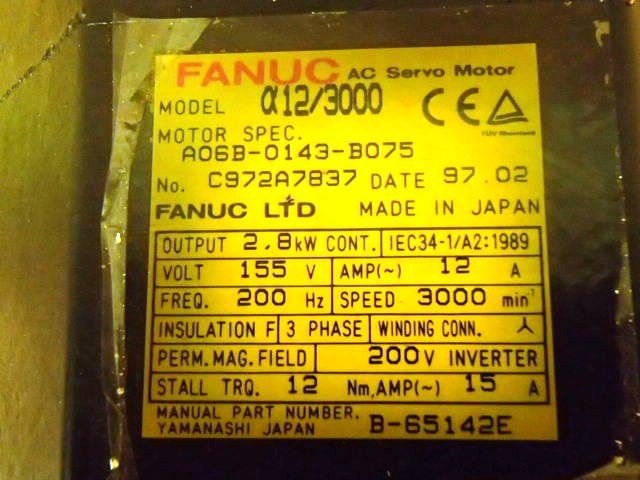 FANUC AC Servo Motor
MODEL α12/3000 CE TÜV Rheinland
MOTOR SPEC.
A06B-0143-B075
No. C972A7837 DATE 97.02
FANUC LTD MADE IN JAPAN
OUTPUT 2.8kW CONT. IEC34-1/A2:1989
VOLT 155 V AMP(~) 12 A
FREQ. 200 Hz SPEED 3000 min⁻¹
INSULATION F 3 PHASE WINDING CONN. 人
PERM.MAG.FIELD 200V INVERTER
STALL TRQ. 12 Nm,AMP(~) 15 A
MANUAL PART NUMBER.
YAMANASHI JAPAN B-65142E